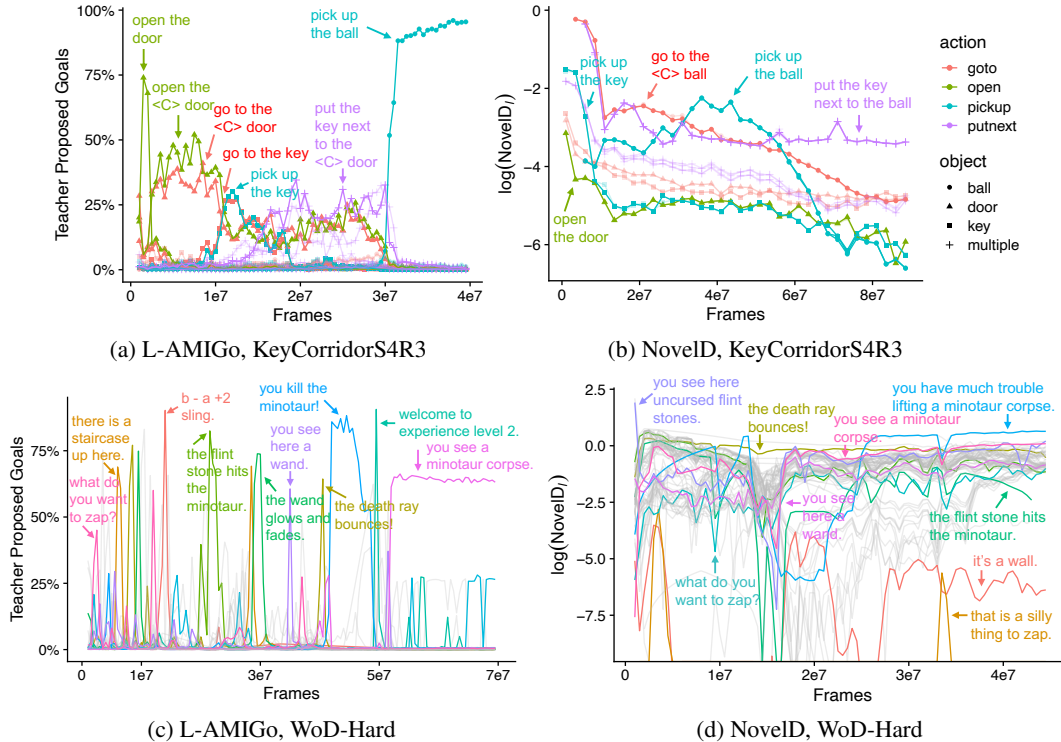 Teacher Proposed Goals
100%
75%
50%
25%
0%
open the
door
open the
<C> door
go to the
<C> door
go to the key
pick up
the key
put the
key next
to the
<C> door
pick up
the ball
0
1e7
2e7
3e7
4e7
Frames
(a) L-AMIGo, KeyCorridorS4R3
log(NovelD_l)
0
−2
−4
−6
pick up
the key
go to the
<C> ball
pick up
the ball
put the key
next to the ball
open
the door
0
2e7
4e7
6e7
8e7
Frames
(b) NovelD, KeyCorridorS4R3
action
goto
open
pickup
putnext
object
ball
door
key
multiple
Teacher Proposed Goals
75%
50%
25%
0%
there is a
staircase
up here.
what do
you want
to zap?
b - a +2
sling.
the flint
stone hits
the
minotaur.
you kill the
minotaur!
you see
here a
wand.
the wand
glows and
fades.
the death ray
bounces!
welcome to
experience level 2.
you see a
minotaur corpse.
0
1e7
3e7
5e7
7e7
Frames
(c) L-AMIGo, WoD-Hard
log(NovelD_l)
2.5
0.0
−2.5
−5.0
−7.5
you see here
uncursed flint
stones.
the death ray
bounces!
you see a minotaur
corpse.
you have much trouble
lifting a minotaur corpse.
you see
here a
wand.
what do you
want to zap?
the flint stone hits
the minotaur.
it's a wall.
that is a silly
thing to zap.
0
1e7
2e7
3e7
4e7
Frames
(d) NovelD, WoD-Hard